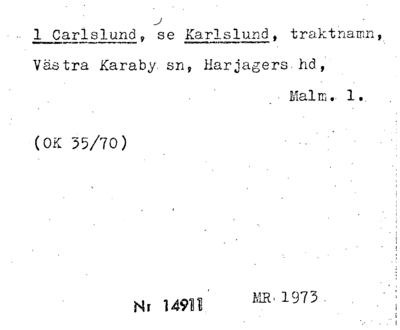 1 Carlslund, se Karlslund, traktnamn,
Västra Karaby sn, Harjagers hd,
Malm. l.
(OK 35/70)
Nr 14911 MR 1973